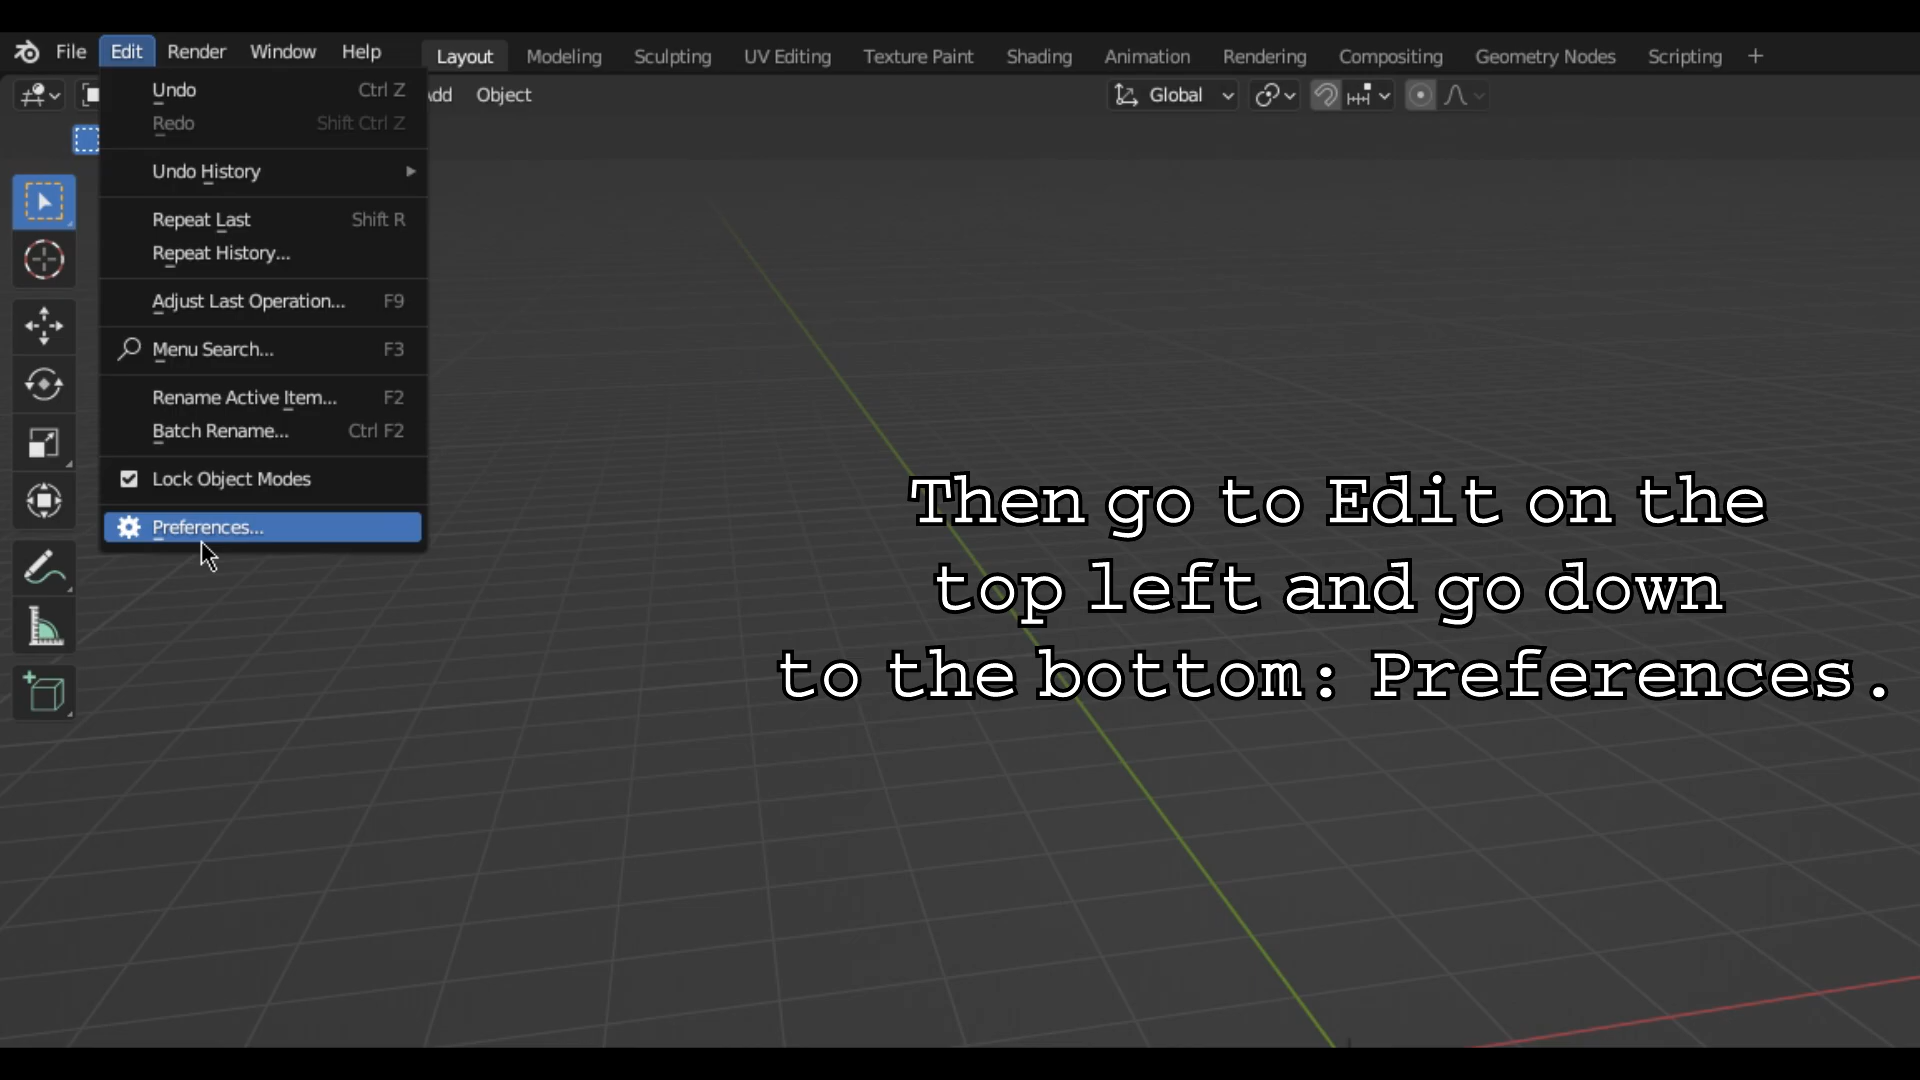 File Edit Render Window Help Layout Modeling Sculpting UV Editing Texture Paint Shading Animation Rendering Compositing Geometry Nodes Scripting +
Object Global
Undo Ctrl Z
Redo Shift Ctrl Z
Undo History
Repeat Last Shift R
Repeat History...
Adjust Last Operation... F9
Menu Search... F3
Rename Active Item... F2
Batch Rename... Ctrl F2
Lock Object Modes
Preferences...
Then go to Edit on the
top left and go down
to the bottom: Preferences.